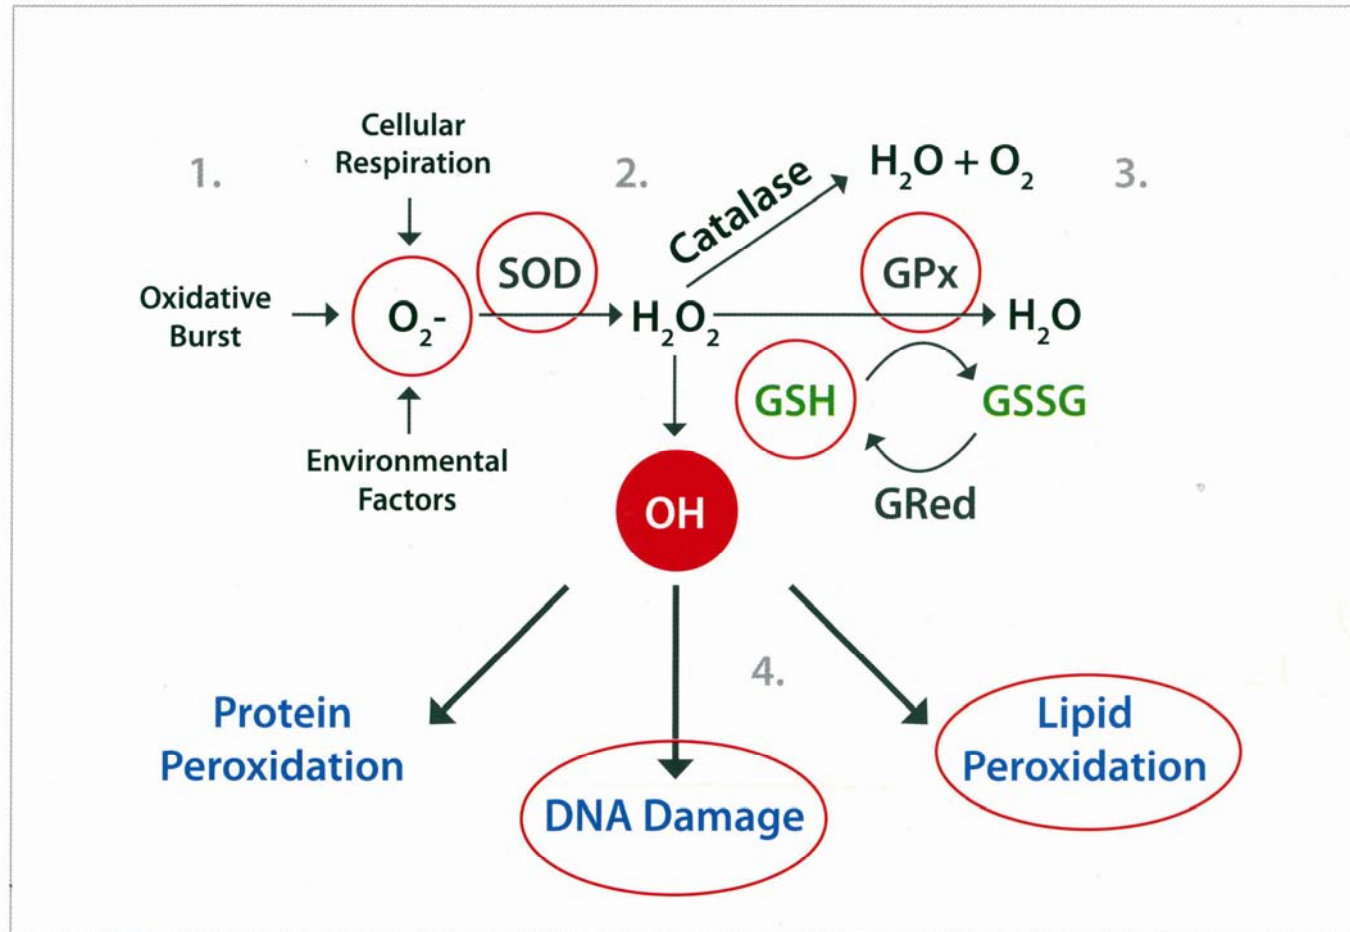 Cellular
Respiration
1.
2.
Catalase
H₂O + O₂
3.
SOD
GPx
Oxidative
Burst
O₂-
H₂O₂
H₂O
GSH
GSSG
Environmental
Factors
GRed
OH
4.
Protein
Peroxidation
Lipid
Peroxidation
DNA Damage